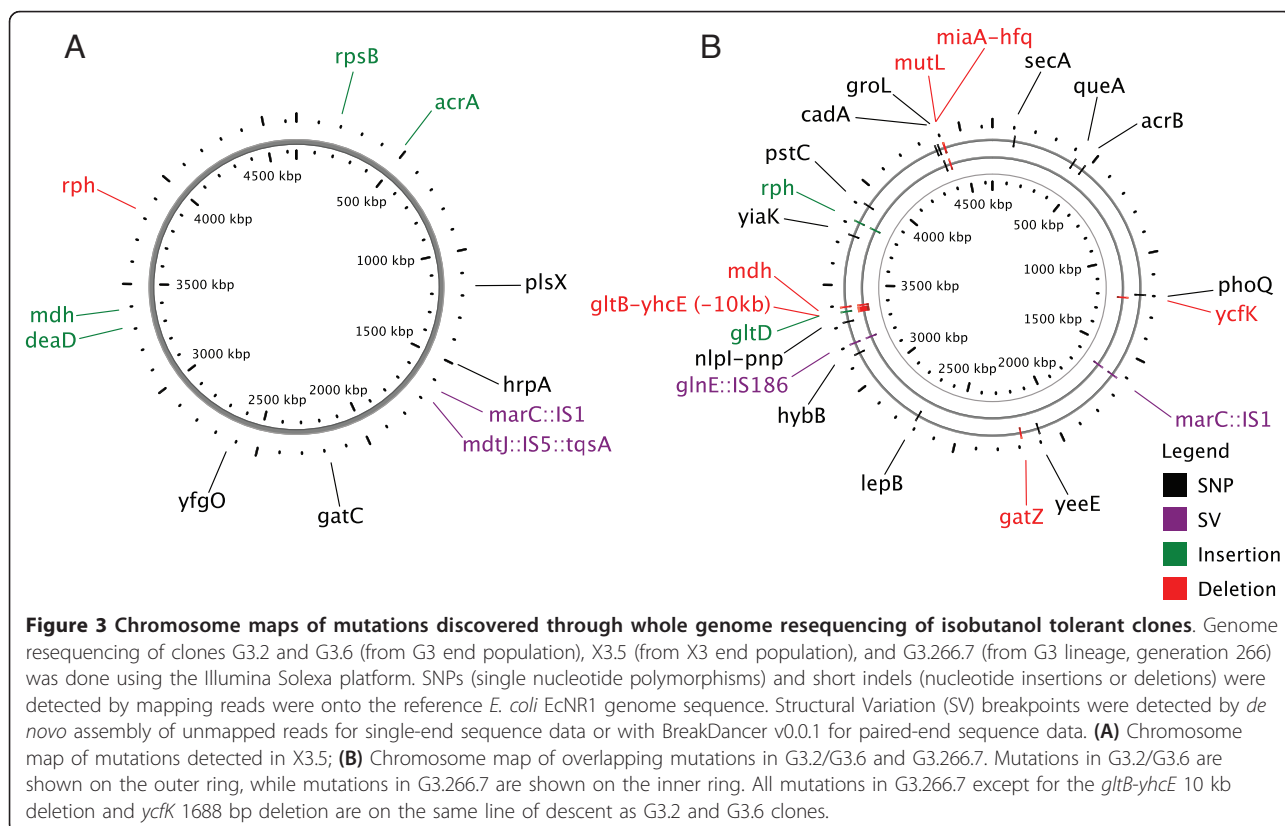 A
rpsB
acrA
rph
mdh
deaD
plsX
hrpA
marC::IS1
mdtJ::IS5::tqsA
gatC
yfgO
4500 kbp
500 kbp
4000 kbp
1000 kbp
3500 kbp
1500 kbp
3000 kbp
2000 kbp
2500 kbp
B
miaA-hfq
mutL
secA
groL
queA
cadA
acrB
pstC
rph
yiaK
mdh
phoQ
gltB-yhcE (-10kb)
ycfK
gltD
nlpI-pnp
glnE::IS186
hybB
marC::IS1
lepB
yeeE
gatZ
4500 kbp
500 kbp
4000 kbp
1000 kbp
3500 kbp
1500 kbp
3000 kbp
2000 kbp
2500 kbp
Legend
SNP
SV
Insertion
Deletion
Figure 3 Chromosome maps of mutations discovered through whole genome resequencing of isobutanol tolerant clones. Genome
resequencing of clones G3.2 and G3.6 (from G3 end population), X3.5 (from X3 end population), and G3.266.7 (from G3 lineage, generation 266)
was done using the Illumina Solexa platform. SNPs (single nucleotide polymorphisms) and short indels (nucleotide insertions or deletions) were
detected by mapping reads were onto the reference E. coli EcNR1 genome sequence. Structural Variation (SV) breakpoints were detected by de
novo assembly of unmapped reads for single-end sequence data or with BreakDancer v0.0.1 for paired-end sequence data. (A) Chromosome
map of mutations detected in X3.5; (B) Chromosome map of overlapping mutations in G3.2/G3.6 and G3.266.7. Mutations in G3.2/G3.6 are
shown on the outer ring, while mutations in G3.266.7 are shown on the inner ring. All mutations in G3.266.7 except for the gltB-yhcE 10 kb
deletion and ycfK 1688 bp deletion are on the same line of descent as G3.2 and G3.6 clones.